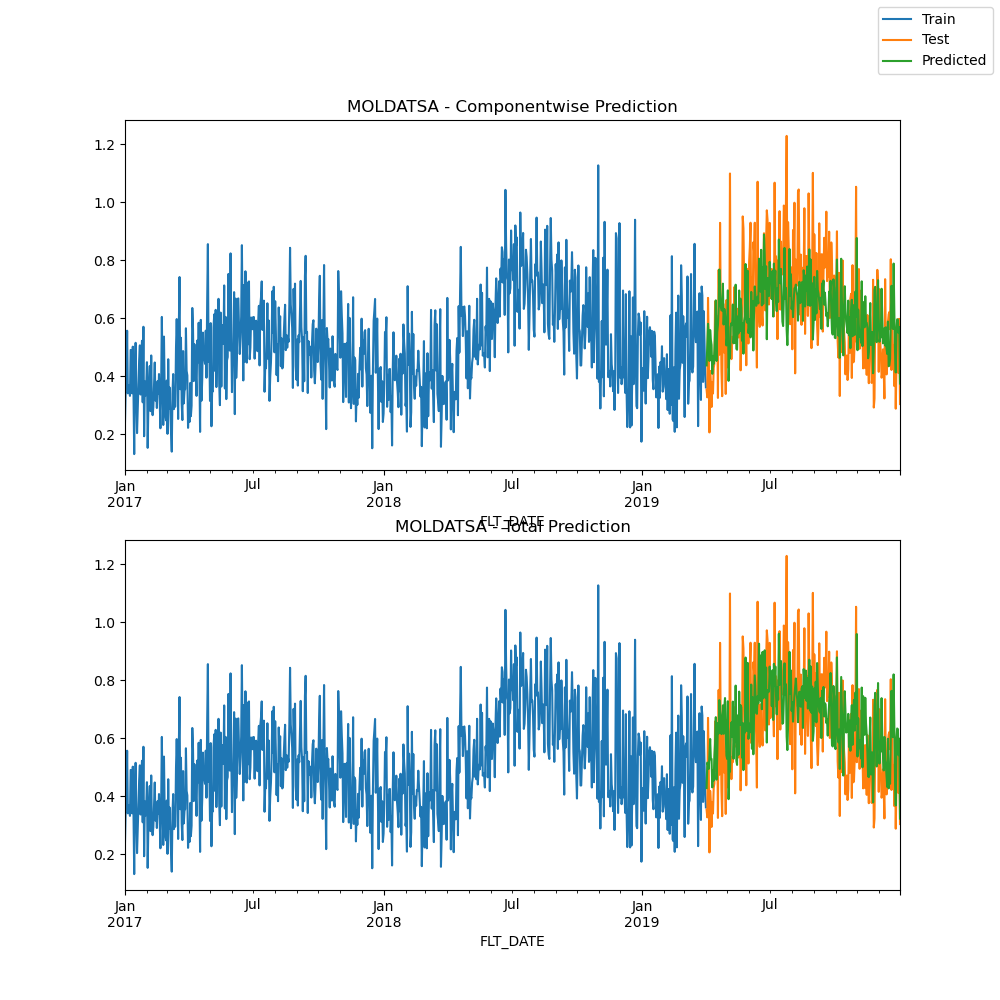 Train
Test
Predicted
MOLDATSA - Componentwise Prediction
1.2
1.0
0.8
0.6
0.4
0.2
Jan Jul Jan Jul Jan Jul
2017 2018 2019
FLT_DATE
MOLDATSA - Total Prediction
1.2
1.0
0.8
0.6
0.4
0.2
Jan Jul Jan Jul Jan Jul
2017 2018 2019
FLT_DATE